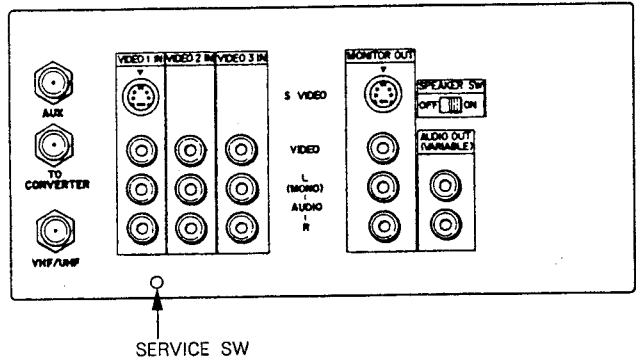 VIDEO 1 IN VIDEO 2 IN VIDEO 3 IN
MONITOR OUT
S VIDEO
SPEAKER SW
OFF ON
AUX
VIDEO
AUDIO OUT
(VARIABLE)
TO
CONVERTER
L
(MONO)
AUDIO
R
VHF/UHF
SERVICE SW